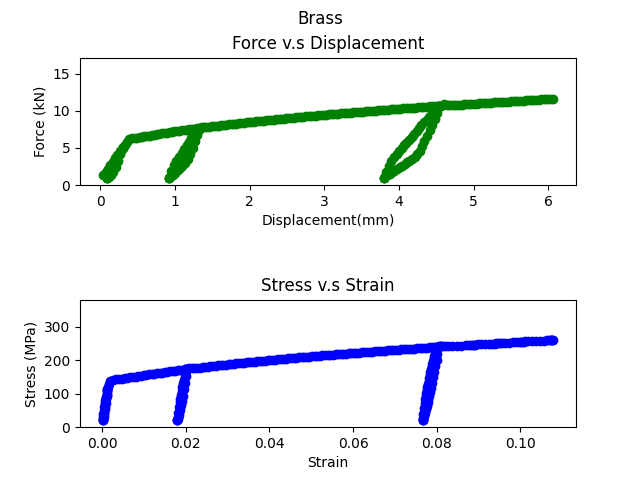 Brass
Force v.s Displacement
15
10
5
0
Force (kN)
0 1 2 3 4 5 6
Displacement(mm)
Stress v.s Strain
300
200
100
0
Stress (MPa)
0.00 0.02 0.04 0.06 0.08 0.10
Strain